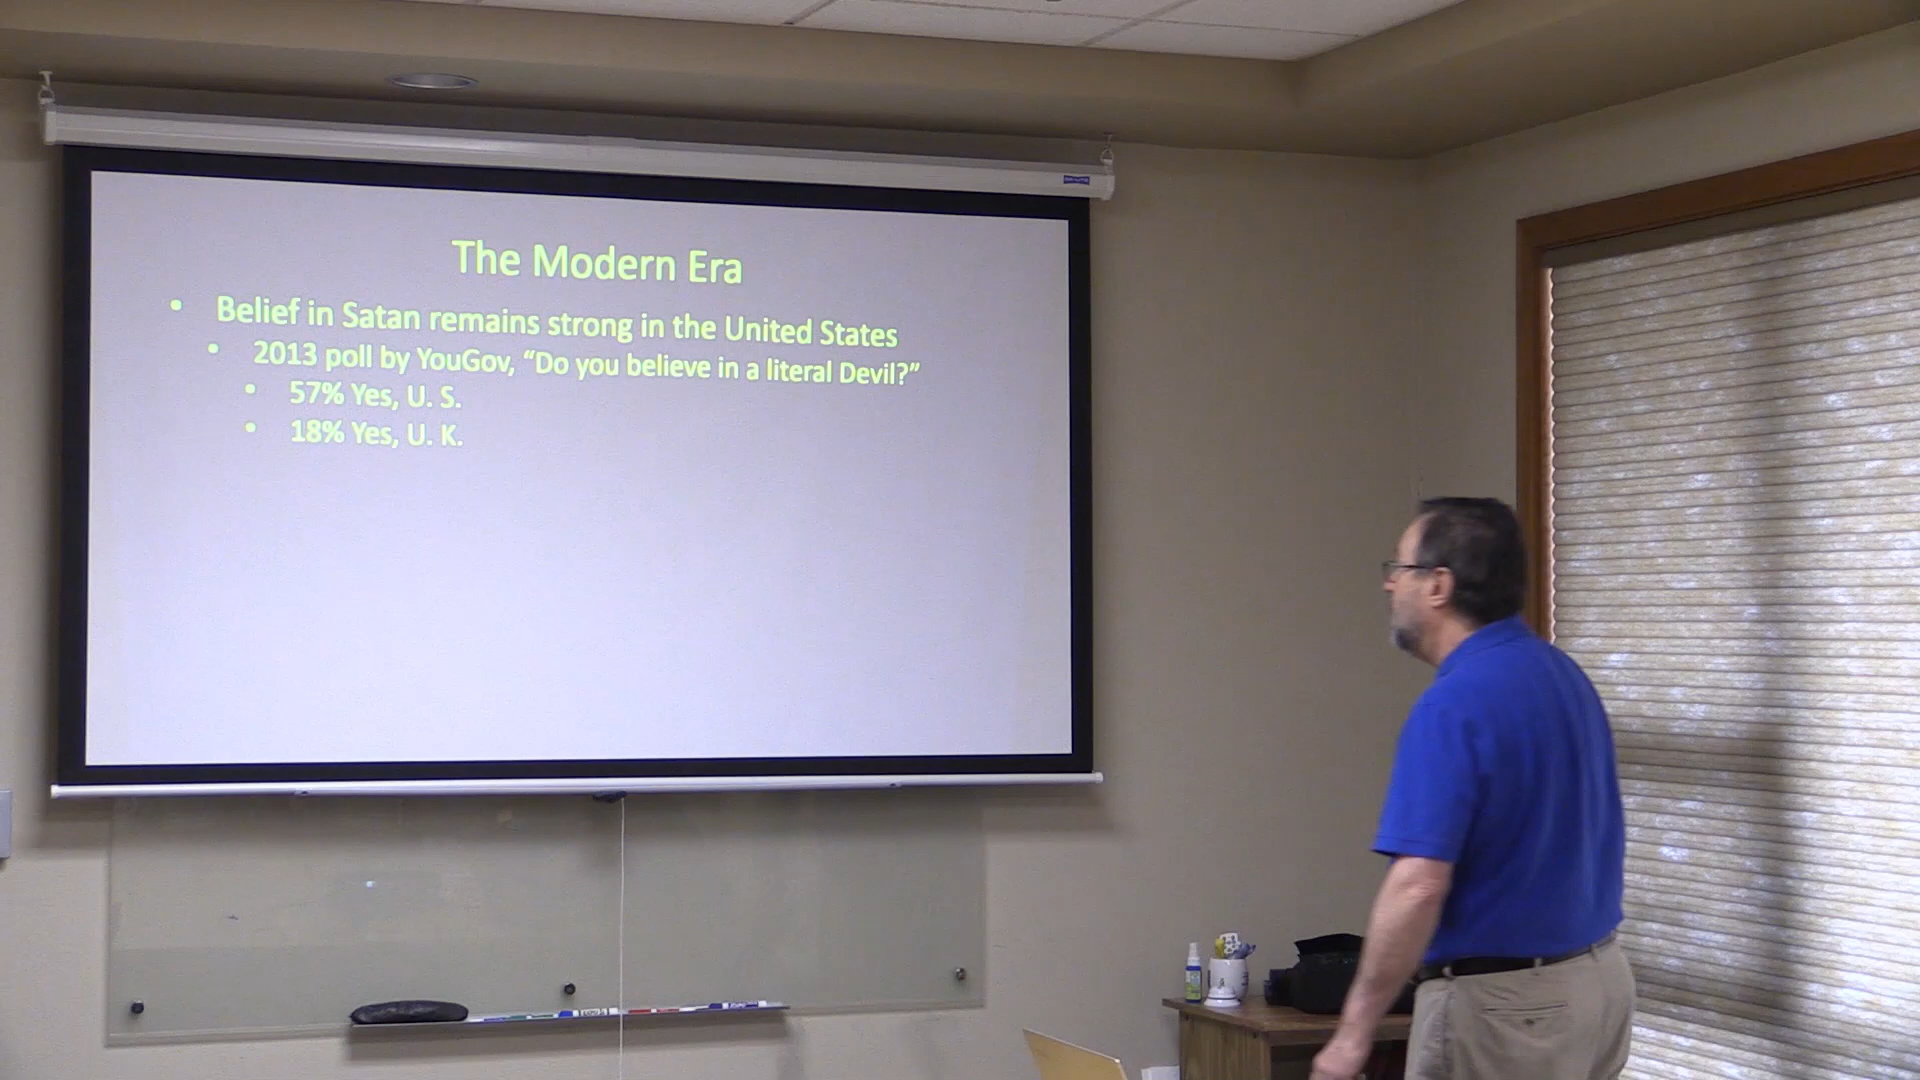 The Modern Era
• Belief in Satan remains strong in the United States
• 2013 poll by YouGov, “Do you believe in a literal Devil?”
• 57% Yes, U. S.
• 18% Yes, U. K.